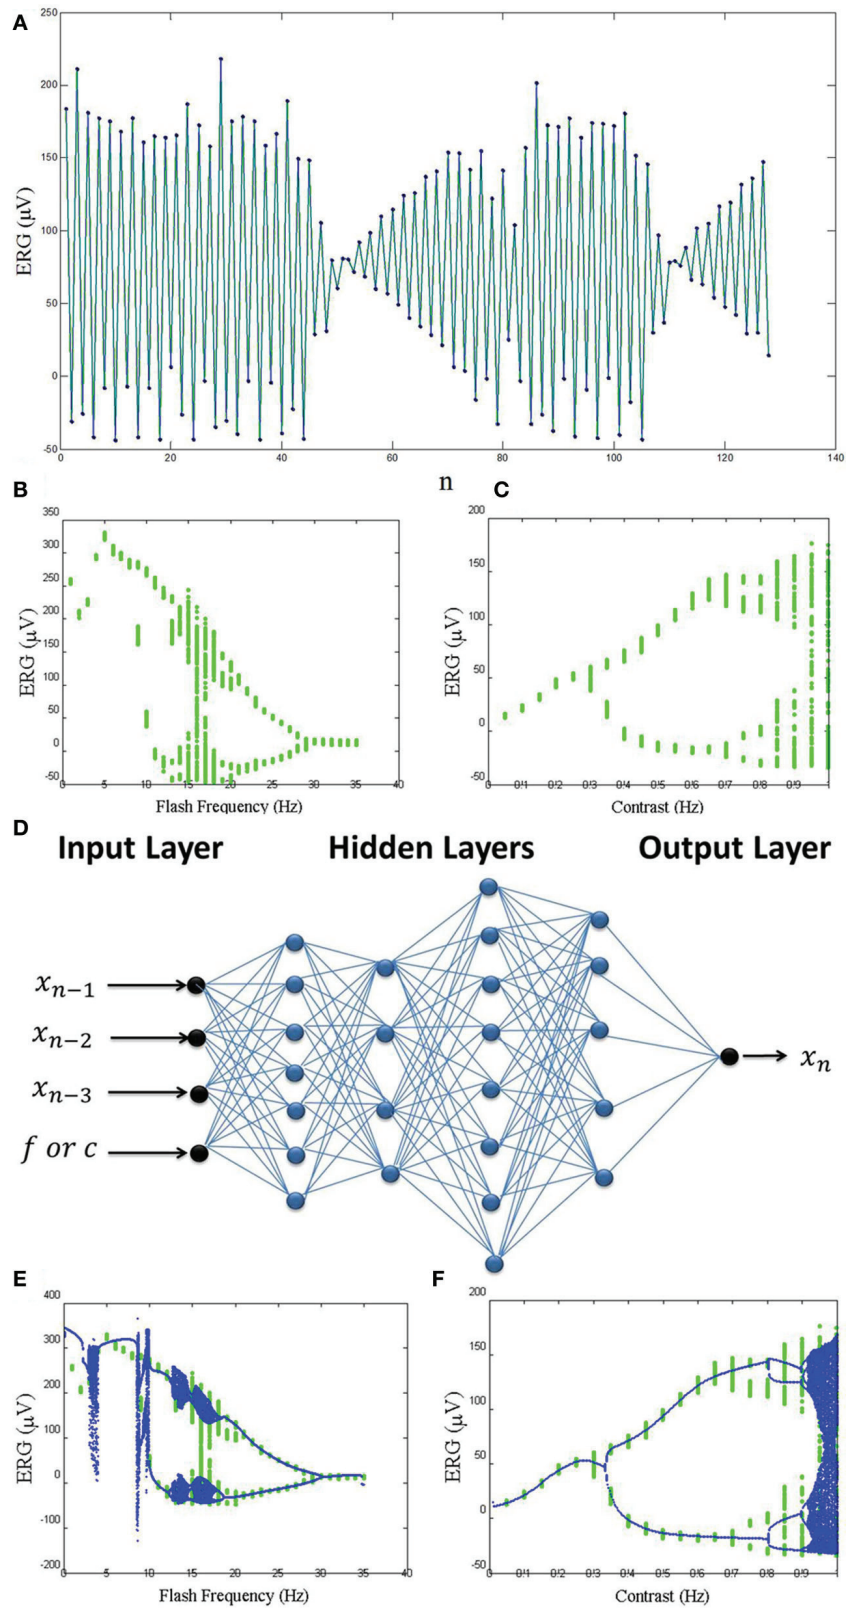 A
250
200
150
100
50
0
-50
0 20 40 60 80 100 120 140
ERG (µV)
n
B
350
300
250
200
150
100
50
0
-50
0 5 10 15 20 25 30 35 40
ERG (µV)
Flash Frequency (Hz)
C
200
150
100
50
0
-50
0 0.1 0.2 0.3 0.4 0.5 0.6 0.7 0.8 0.9
ERG (µV)
Contrast (Hz)
D
Input Layer Hidden Layers Output Layer
xn−1
xn−2
xn−3
f or c
xn
E
400
300
200
100
0
-100
-200
0 5 10 15 20 25 30 35 40
ERG (µV)
Flash Frequency (Hz)
F
200
150
100
50
0
-50
0 0.1 0.2 0.3 0.4 0.5 0.6 0.7 0.8 0.9
ERG (µV)
Contrast (Hz)